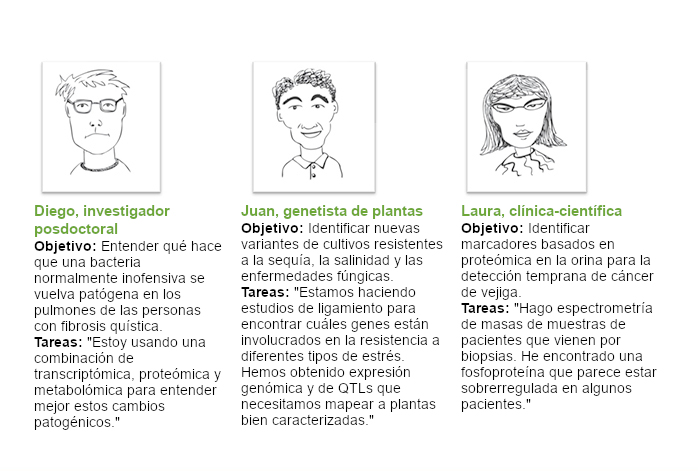 Diego, investigador
posdoctoral
Objetivo: Entender qué hace
que una bacteria
normalmente inofensiva se
vuelva patógena en los
pulmones de las personas
con fibrosis quística.
Tareas: "Estoy usando una
combinación de
transcriptómica, proteómica y
metabolómica para entender
mejor estos cambios
patogénicos."
Juan, genetista de plantas
Objetivo: Identificar nuevas
variantes de cultivos resistentes
a la sequía, la salinidad y las
enfermedades fúngicas.
Tareas: "Estamos haciendo
estudios de ligamiento para
encontrar cuáles genes están
involucrados en la resistencia a
diferentes tipos de estrés.
Hemos obtenido expresión
genómica y de QTLs que
necesitamos mapear a plantas
bien caracterizadas."
Laura, clínica-científica
Objetivo: Identificar
marcadores basados en
proteómica en la orina para la
detección temprana de cáncer
de vejiga.
Tareas: "Hago espectrometría
de masas de muestras de
pacientes que vienen por
biopsias. He encontrado una
fosfoproteína que parece estar
sobrerregulada en algunos
pacientes."